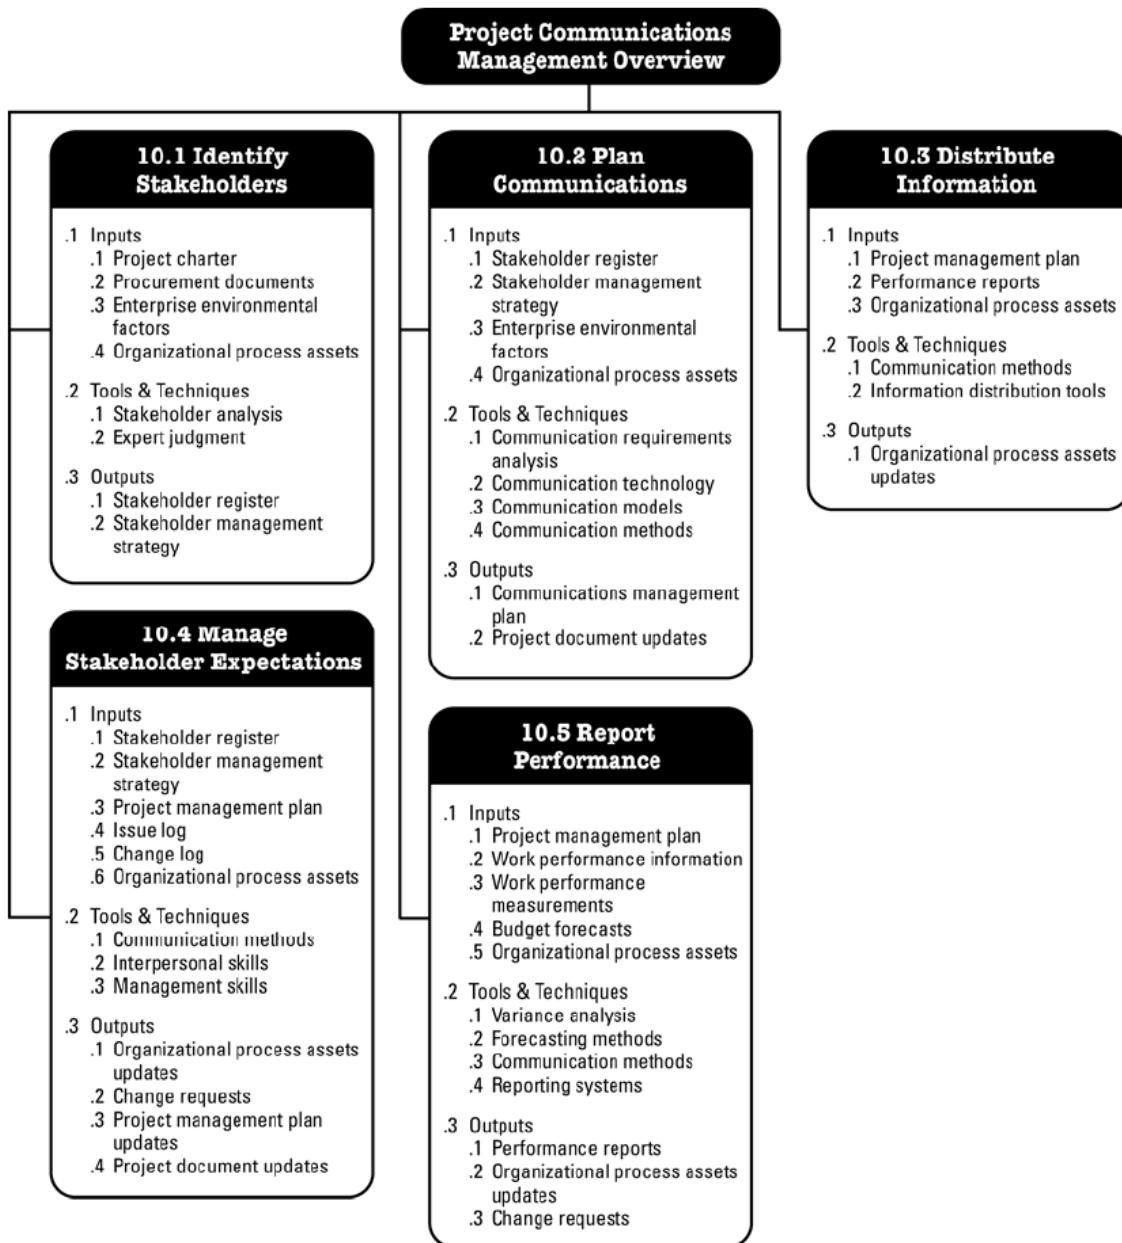 Project Communications
Management Overview
10.1 Identify
Stakeholders
.1 Inputs
.1 Project charter
.2 Procurement documents
.3 Enterprise environmental
factors
.4 Organizational process assets
.2 Tools & Techniques
.1 Stakeholder analysis
.2 Expert judgment
.3 Outputs
.1 Stakeholder register
.2 Stakeholder management
strategy
10.2 Plan
Communications
.1 Inputs
.1 Stakeholder register
.2 Stakeholder management
strategy
.3 Enterprise environmental
factors
.4 Organizational process assets
.2 Tools & Techniques
.1 Communication requirements
analysis
.2 Communication technology
.3 Communication models
.4 Communication methods
.3 Outputs
.1 Communications management
plan
.2 Project document updates
10.3 Distribute
Information
.1 Inputs
.1 Project management plan
.2 Performance reports
.3 Organizational process assets
.2 Tools & Techniques
.1 Communication methods
.2 Information distribution tools
.3 Outputs
.1 Organizational process assets
updates
10.4 Manage
Stakeholder Expectations
.1 Inputs
.1 Stakeholder register
.2 Stakeholder management
strategy
.3 Project management plan
.4 Issue log
.5 Change log
.6 Organizational process assets
.2 Tools & Techniques
.1 Communication methods
.2 Interpersonal skills
.3 Management skills
.3 Outputs
.1 Organizational process assets
updates
.2 Change requests
.3 Project management plan
updates
.4 Project document updates
10.5 Report
Performance
.1 Inputs
.1 Project management plan
.2 Work performance information
.3 Work performance
measurements
.4 Budget forecasts
.5 Organizational process assets
.2 Tools & Techniques
.1 Variance analysis
.2 Forecasting methods
.3 Communication methods
.4 Reporting systems
.3 Outputs
.1 Performance reports
.2 Organizational process assets
updates
.3 Change requests